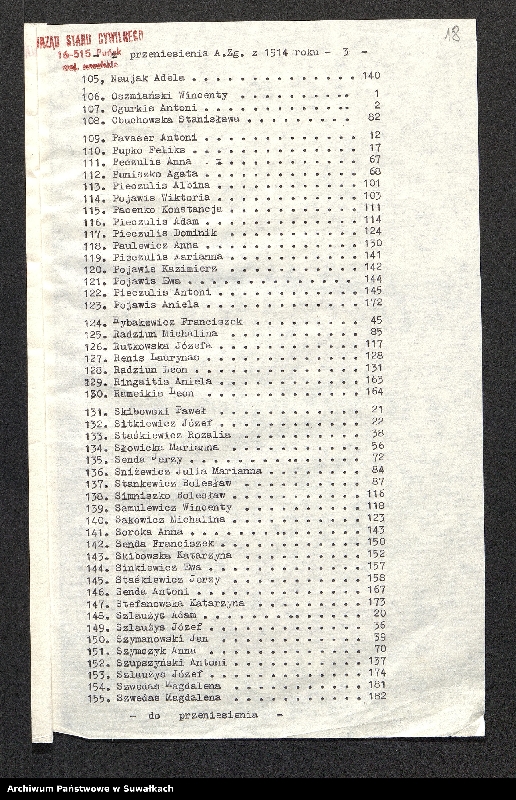 URZĄD STANU CYWILNEGO
16-515 Puńsk
woj. suwalskie
18
przeniesienia A.Zg. z 1514 roku - 3 -
105, Naujak Adela . . . . . . . . . . . . . . 140
106. Oszmiański Wincenty . . . . . . . . . . 1
107. Ogurkis Antoni . . . . . . . . . . . . . 2
108. Obuchowska Stanisława . . . . . . . . . 82
109. Pavaser Antoni . . . . . . . . . . . . . 12
110. Pupko Feliks . . . . . . . . . . . . . . 17
111. Peczulis Anna . . . . . . . . . . . . . 67
112. Puniszko Agata . . . . . . . . . . . . . 68
113. Pieczulis Albina . . . . . . . . . . . . 101
114. Pojawis Wiktoria . . . . . . . . . . . . 103
115. Pacenko Konstancja . . . . . . . . . . . 111
116. Pieczulis Adam . . . . . . . . . . . . . 114
117. Pieczulis Dominik . . . . . . . . . . . 124
118. Paulewicz Anna . . . . . . . . . . . . . 130
119. Pieczulis Marianna . . . . . . . . . . . 141
120. Pojawis Kazimierz . . . . . . . . . . . 142
121. Pojawis Ewa . . . . . . . . . . . . . . 144
122. Pieczulis Antoni . . . . . . . . . . . . 145
123. Pojawis Aniela . . . . . . . . . . . . . 172
124. Rybakewicz Franciszek . . . . . . . . . 45
125. Radziun Michalina . . . . . . . . . . . 85
126. Rutkowska Józefa . . . . . . . . . . . . 117
127. Renis Laurynas . . . . . . . . . . . . . 128
128. Radziun Leon . . . . . . . . . . . . . . 131
129. Ringaitis Aniela . . . . . . . . . . . . 163
130. Rameikis Leon . . . . . . . . . . . . . 164
131. Skibowski Paweł . . . . . . . . . . . . 21
132. Sitkiewicz Józef . . . . . . . . . . . . 22
133. Staśkiewicz Rozalia . . . . . . . . . . 38
134. Słowicka Marianna . . . . . . . . . . . 56
135. Senda Jerzy . . . . . . . . . . . . . . 72
136. Sniżewicz Julia Marianna . . . . . . . . 84
137. Stankewicz Bolesław . . . . . . . . . . 87
138. Simniszko Bolesław . . . . . . . . . . . 116
139. Samulewicz Wincenty . . . . . . . . . . 118
140. Sakowicz Michalina . . . . . . . . . . . 123
141. Soroka Anna . . . . . . . . . . . . . . 143
142. Senda Franciszek . . . . . . . . . . . . 150
143. Skibowska Katarzyna . . . . . . . . . . 152
144. Sinkiewicz Ewa . . . . . . . . . . . . . 157
145. Staśkiewicz Jerzy . . . . . . . . . . . 158
146. Senda Antoni . . . . . . . . . . . . . . 167
147. Stefanowska Katarzyna . . . . . . . . . 173
148. Szlaużys Adam . . . . . . . . . . . . . 20
149. Szlaużys Józef . . . . . . . . . . . . . 36
150. Szymanowski Jan . . . . . . . . . . . . 39
151. Szymczyk Anna . . . . . . . . . . . . . 70
152. Szupszyński Antoni . . . . . . . . . . . 137
153. Szlaużys Józef . . . . . . . . . . . . . 174
154. Szwedas Magdalena . . . . . . . . . . . 181
155. Szwedas Magdalena . . . . . . . . . . . 182
- do przeniesienia -
Archiwum Państwowe w Suwałkach